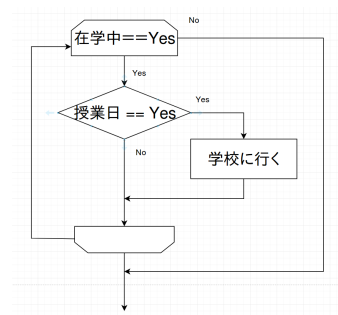 No
在学中==Yes
Yes
授業日 == Yes
Yes
No
学校に行く